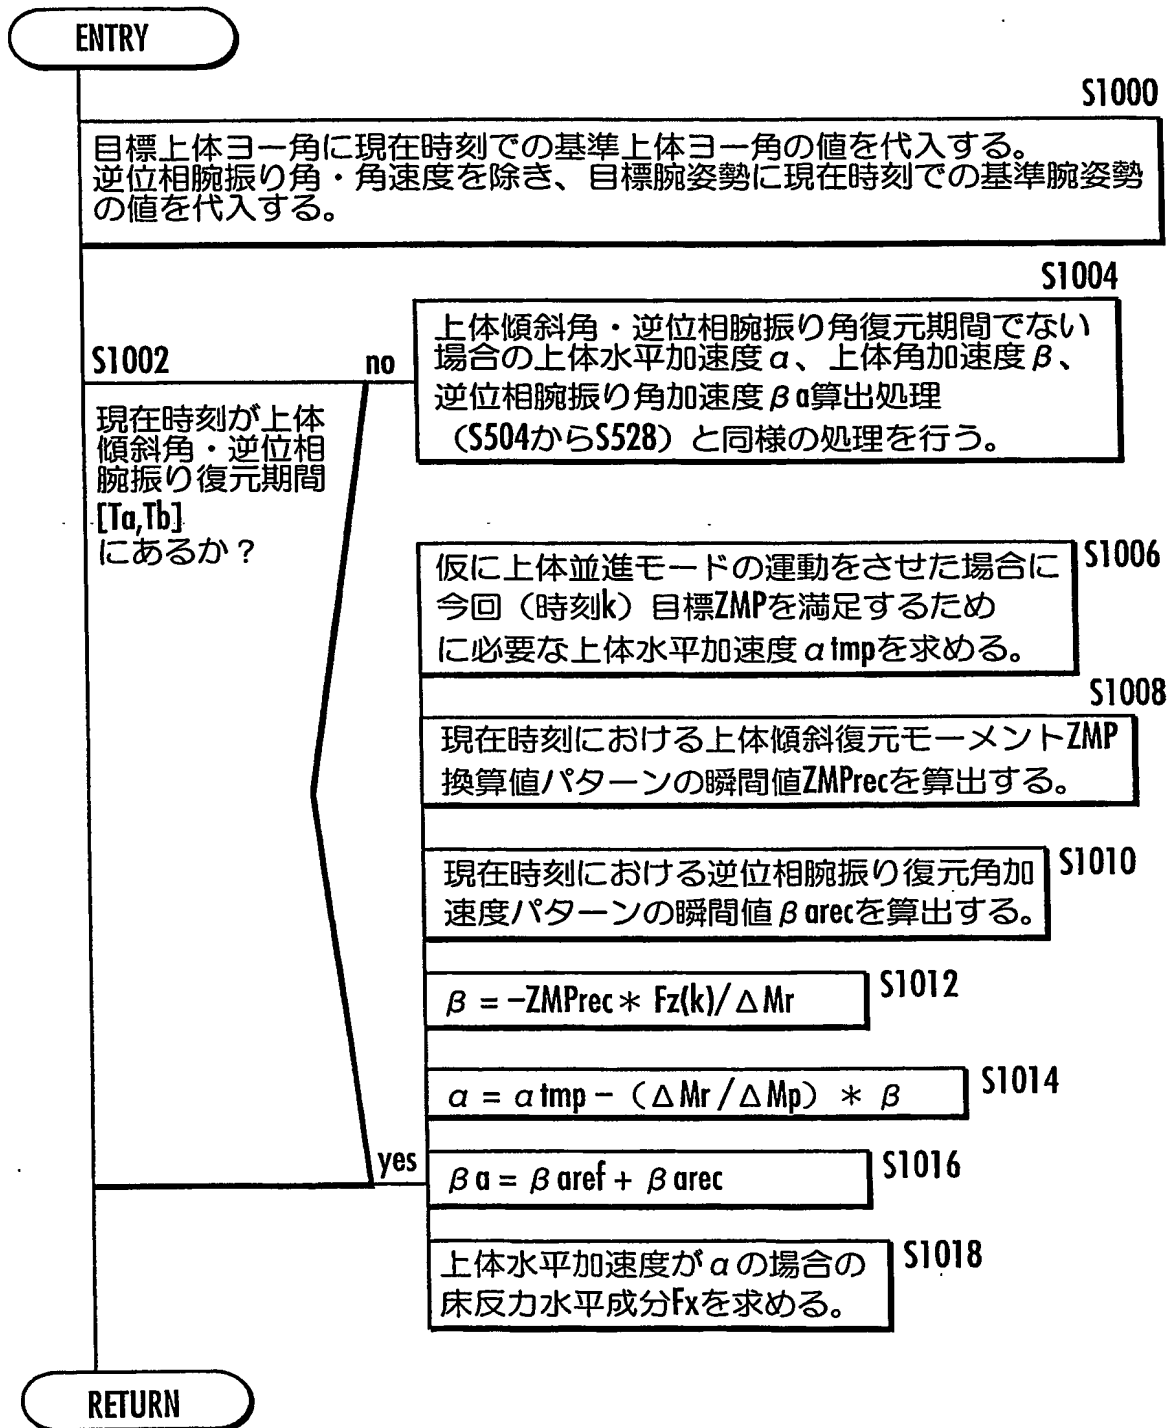 ENTRY
S1000
目標上体ヨー角に現在時刻での基準上体ヨー角の値を代入する。
逆位相腕振り角・角速度を除き、目標腕姿勢に現在時刻での基準腕姿勢
の値を代入する。
S1002
no
現在時刻が上体
傾斜角・逆位相
腕振り復元期間
[Ta,Tb]
にあるか？
S1004
上体傾斜角・逆位相腕振り角復元期間でない
場合の上体水平加速度α、上体角加速度β、
逆位相腕振り角加速度βa算出処理
（S504からS528）と同様の処理を行う。
S1006
仮に上体並進モードの運動をさせた場合に
今回（時刻k）目標ZMPを満足するため
に必要な上体水平加速度αtmpを求める。
S1008
現在時刻における上体傾斜復元モーメントZMP
換算値パターンの瞬間値ZMPrecを算出する。
S1010
現在時刻における逆位相腕振り復元角加
速度パターンの瞬間値βarecを算出する。
S1012
β = −ZMPrec＊ Fz(k)/ΔMr
S1014
α = αtmp −（ΔMr/ΔMp）＊ β
yes
S1016
βa = βaref + βarec
S1018
上体水平加速度がαの場合の
床反力水平成分Fxを求める。
RETURN